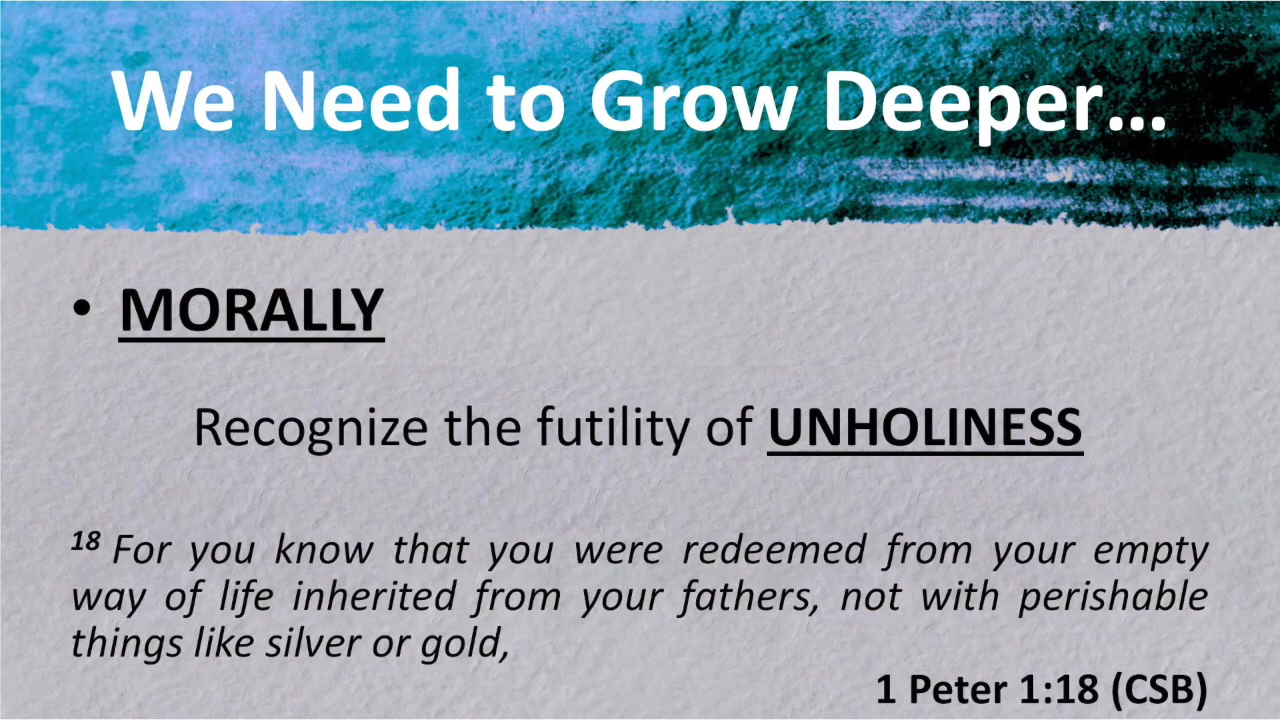 We Need to Grow Deeper…
• MORALLY
Recognize the futility of UNHOLINESS
18 For you know that you were redeemed from your empty
way of life inherited from your fathers, not with perishable
things like silver or gold,
1 Peter 1:18 (CSB)